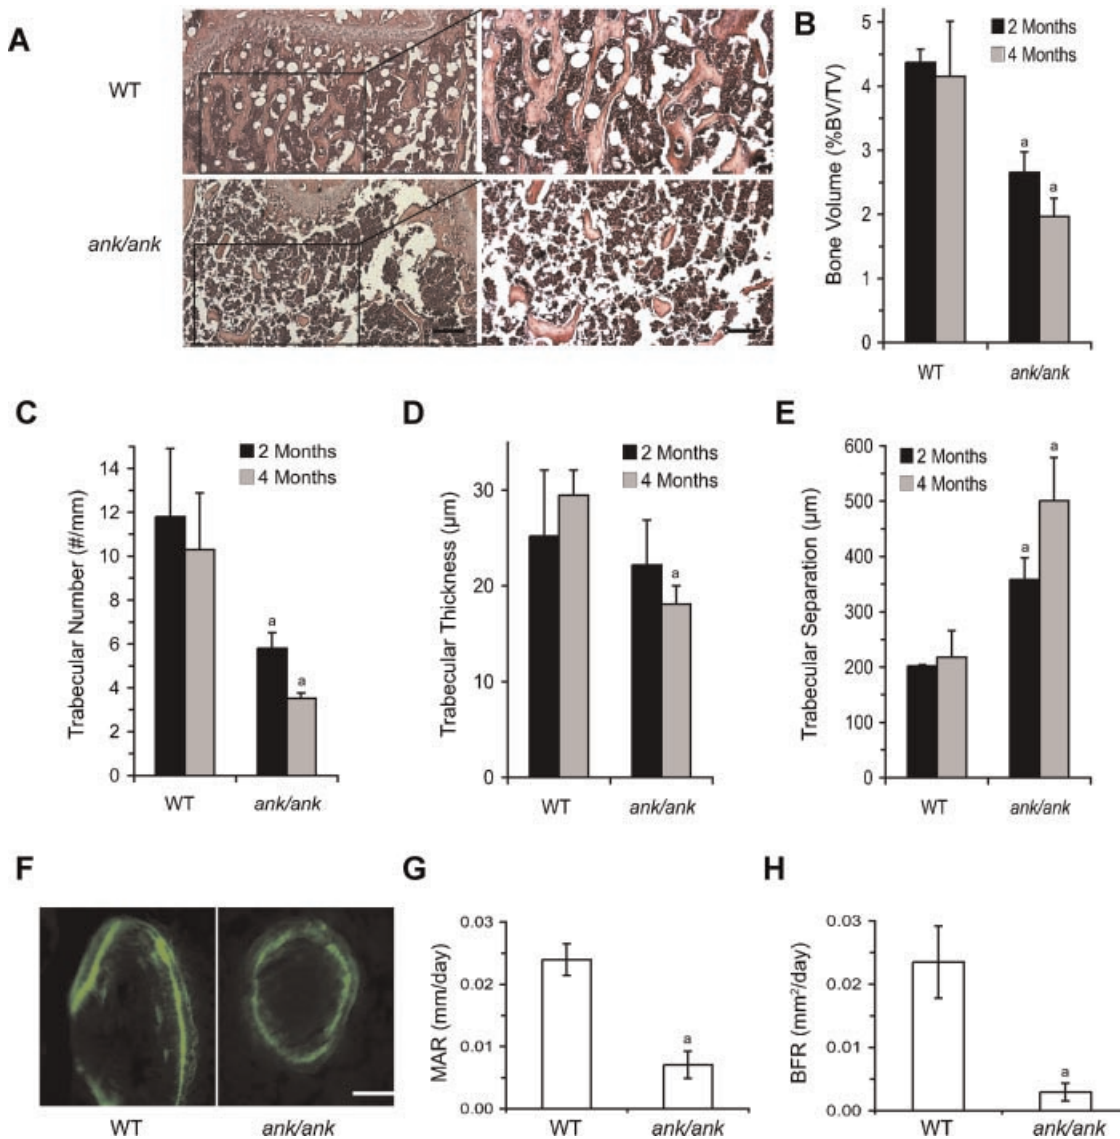 A
WT
ank/ank
B
2 Months
4 Months
Bone Volume (%BV/TV)
5
4
3
2
1
0
a
a
WT
ank/ank
C
2 Months
4 Months
Trabecular Number (#/mm)
14
12
10
8
6
4
2
0
a
a
WT
ank/ank
D
2 Months
4 Months
Trabecular Thickness (µm)
30
20
10
0
a
WT
ank/ank
E
2 Months
4 Months
Trabecular Separation (µm)
600
500
400
300
200
100
0
a
a
WT
ank/ank
F
WT
ank/ank
G
MAR (mm/day)
0.03
0.02
0.01
0.00
a
WT
ank/ank
H
BFR (mm²/day)
0.03
0.02
0.01
0.00
a
WT
ank/ank